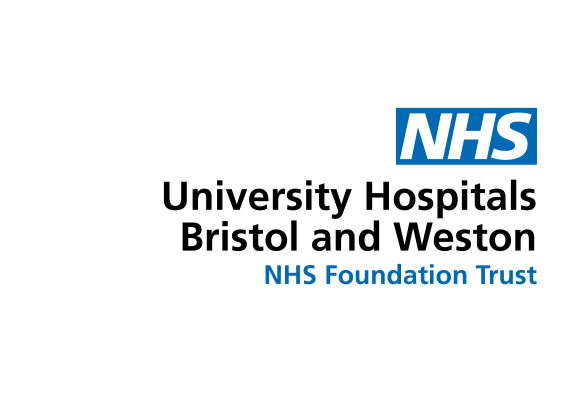 NHS
University Hospitals
Bristol and Weston
NHS Foundation Trust